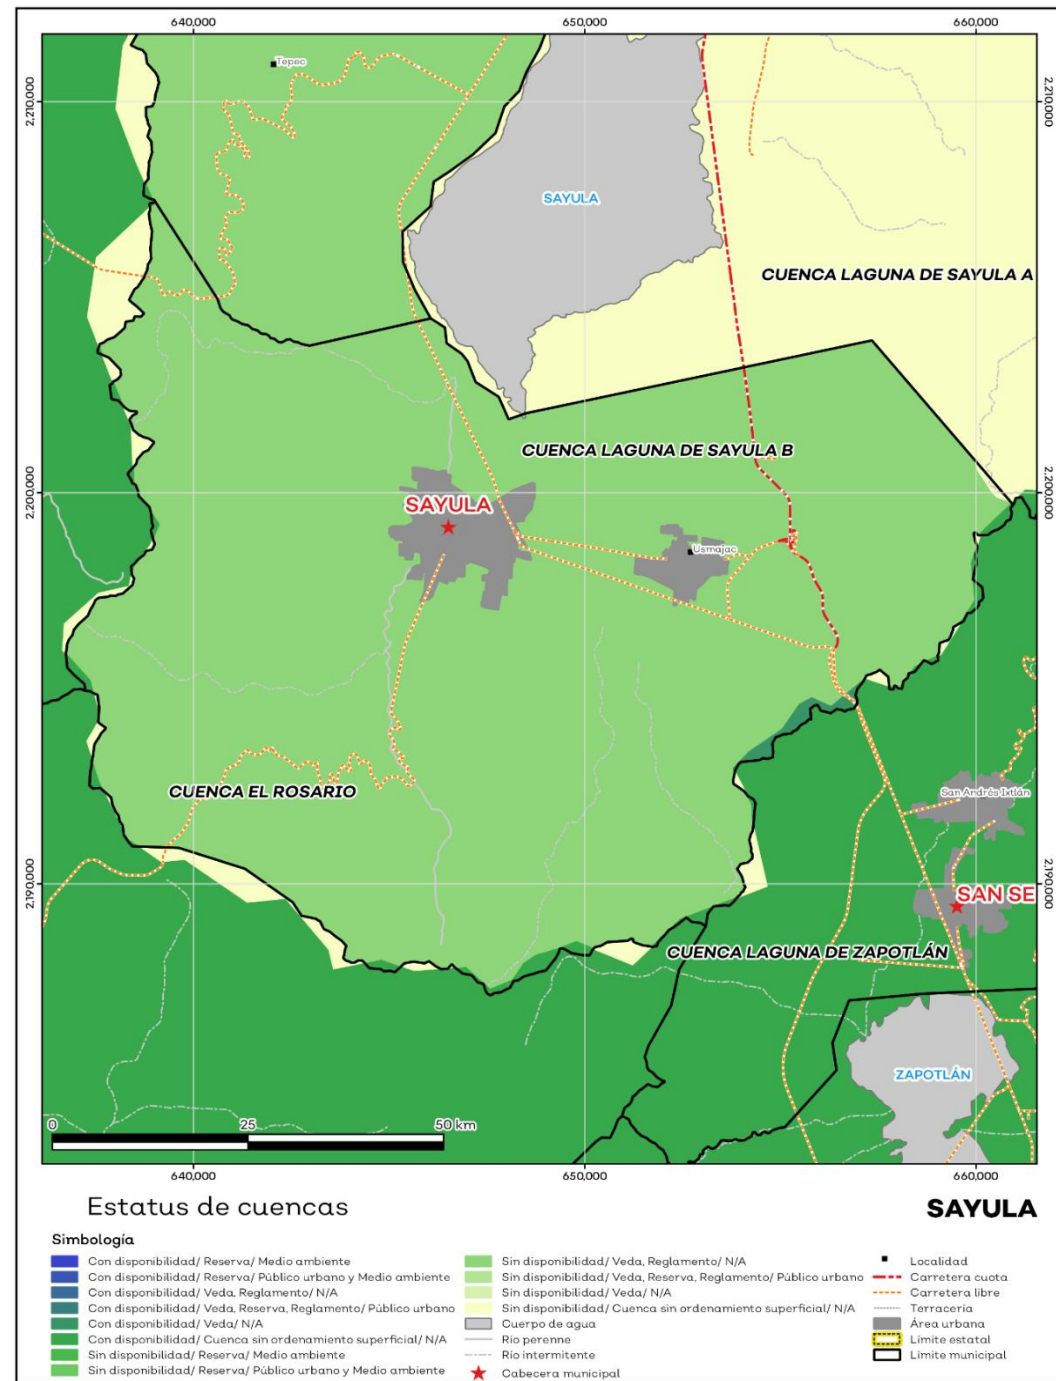 640,000 650,000 660,000
Tepec
2,210,000 2,210,000
SAYULA
CUENCA LAGUNA DE SAYULA A
CUENCA LAGUNA DE SAYULA B
2,200,000 2,200,000
SAYULA
Usmajac
CUENCA EL ROSARIO
San Andrés Ixtlán
2,190,000 2,190,000
SAN SE
CUENCA LAGUNA DE ZAPOTLÁN
ZAPOTLÁN
0 25 50 km
640,000 650,000 660,000
Estatus de cuencas
SAYULA
Simbología
Con disponibilidad/ Reserva/ Medio ambiente
Con disponibilidad/ Reserva/ Público urbano y Medio ambiente
Con disponibilidad/ Veda, Reglamento/ N/A
Con disponibilidad/ Veda, Reserva, Reglamento/ Público urbano
Con disponibilidad/ Veda/ N/A
Con disponibilidad/ Cuenca sin ordenamiento superficial/ N/A
Sin disponibilidad/ Reserva/ Medio ambiente
Sin disponibilidad/ Reserva/ Público urbano y Medio ambiente
Sin disponibilidad/ Veda, Reglamento/ N/A
Sin disponibilidad/ Veda, Reserva, Reglamento/ Público urbano
Sin disponibilidad/ Veda/ N/A
Sin disponibilidad/ Cuenca sin ordenamiento superficial/ N/A
Cuerpo de agua
Río perenne
Río intermitente
Cabecera municipal
Localidad
Carretera cuota
Carretera libre
Terracería
Área urbana
Limite estatal
Limite municipal